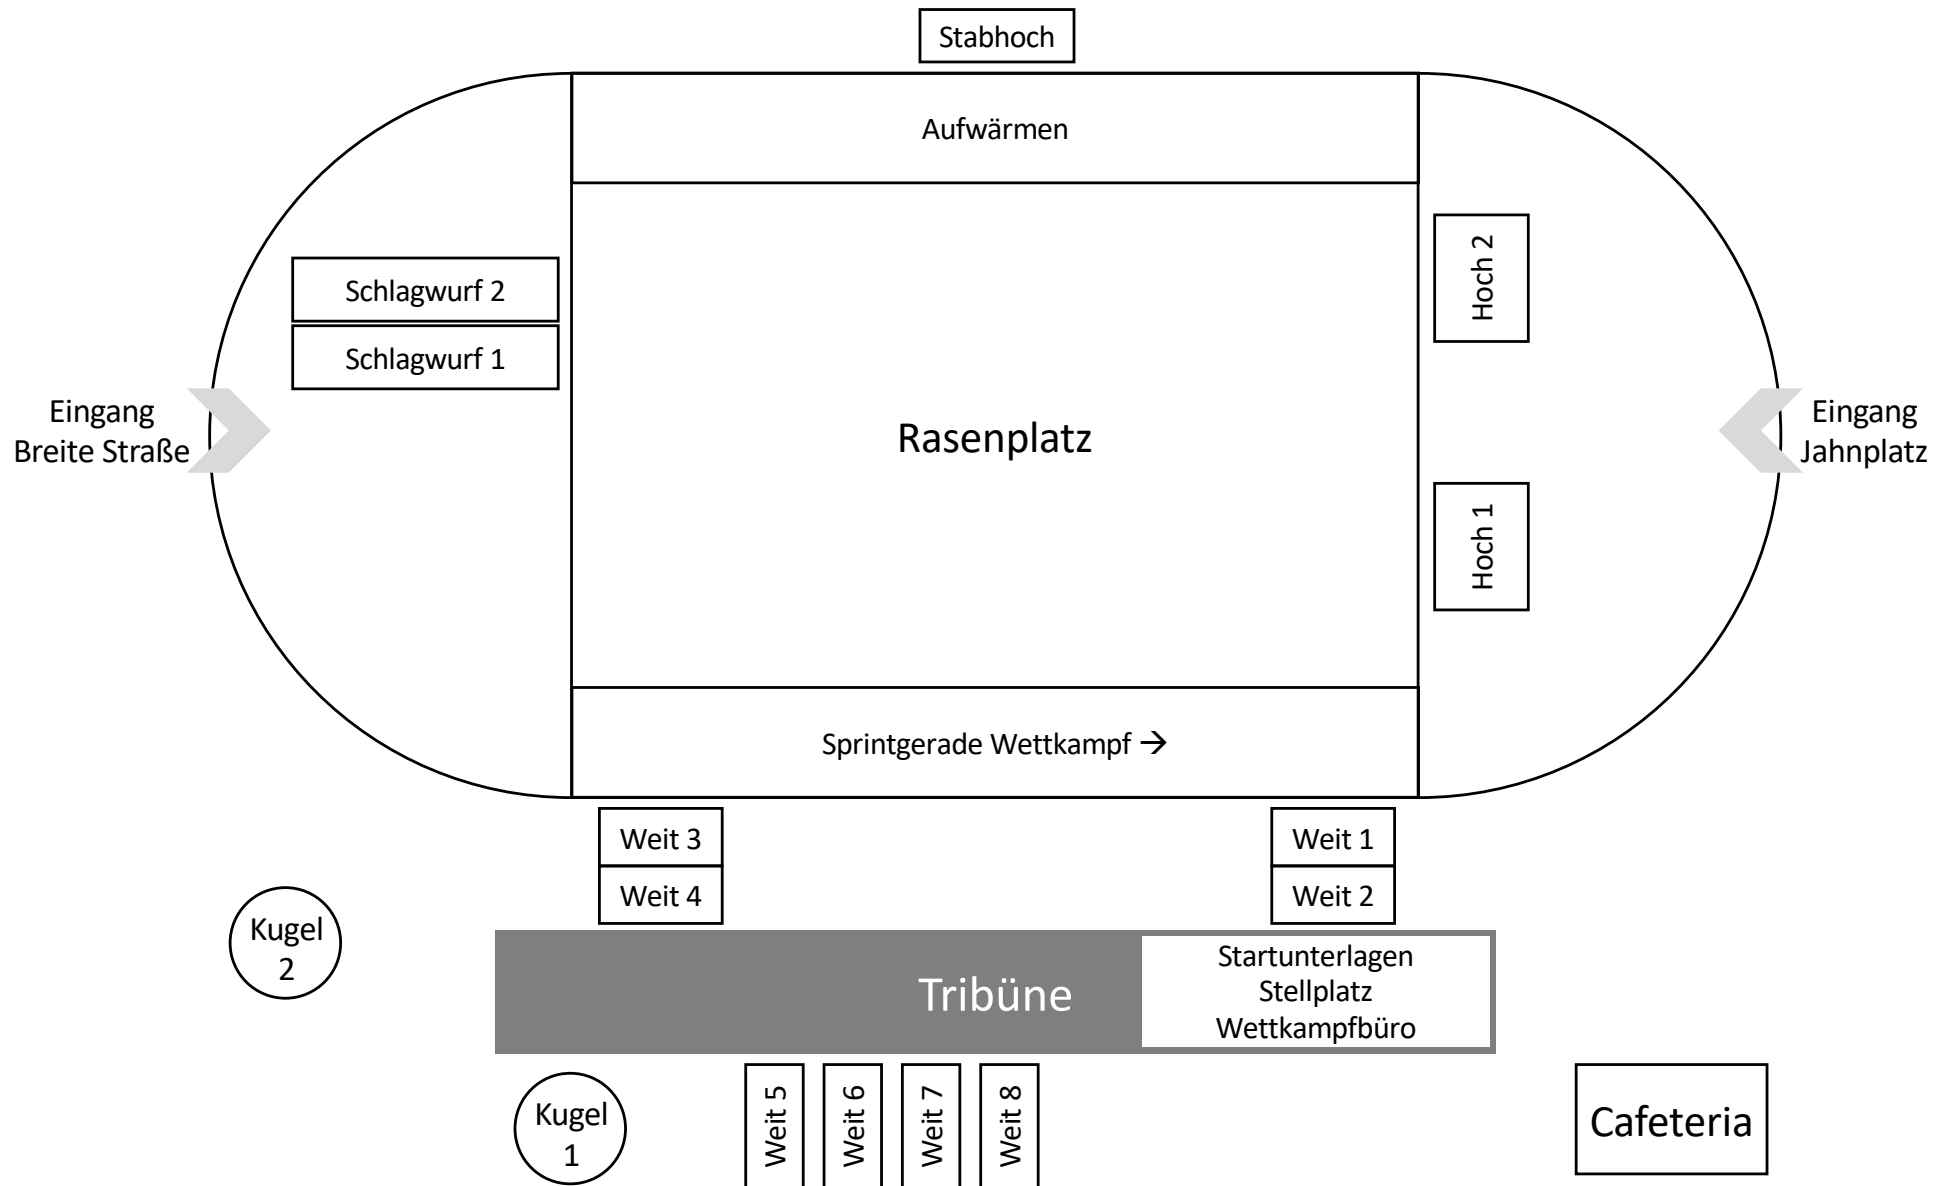 Stabhoch
Aufwärmen
Schlagwurf 2
Schlagwurf 1
Hoch 2
Eingang
Breite Straße
Rasenplatz
Eingang
Jahnplatz
Hoch 1
Sprintgerade Wettkampf →
Weit 3
Weit 4
Weit 1
Weit 2
Kugel
2
Tribüne
Startunterlagen
Stellplatz
Wettkampfbüro
Kugel
1
Weit 5
Weit 6
Weit 7
Weit 8
Cafeteria